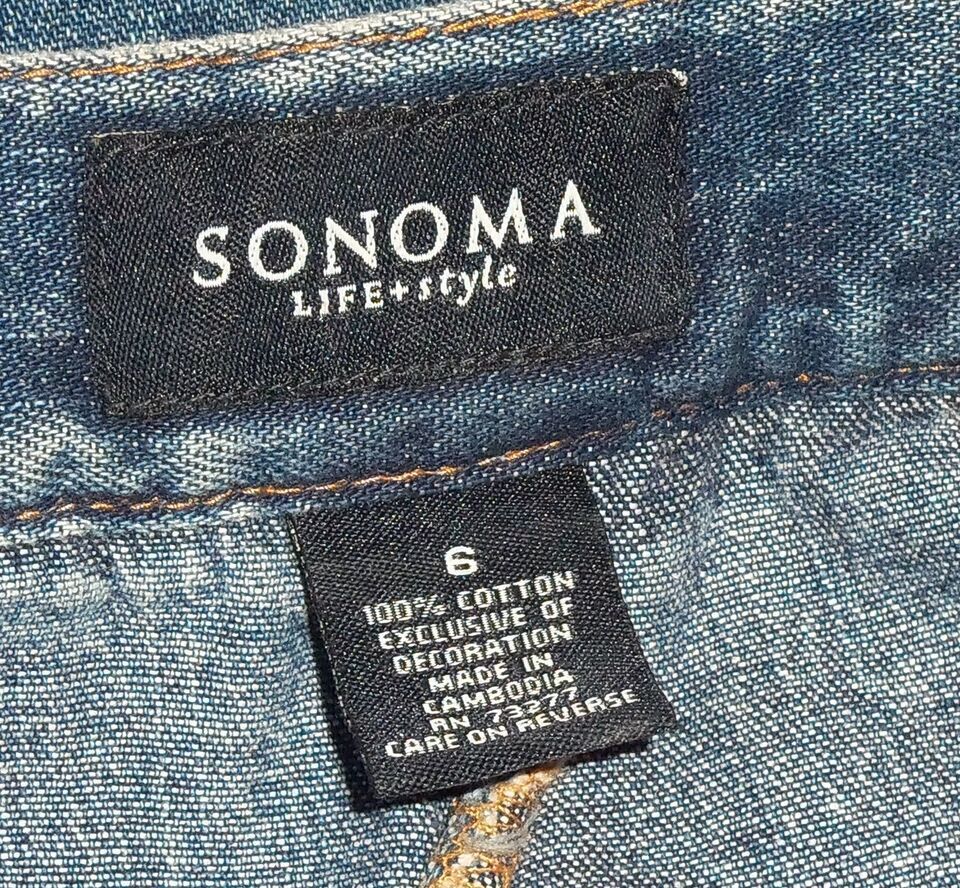 SONOMA
LIFE+style
6
100% COTTON
EXCLUSIVE OF
DECORATION
MADE IN
CAMBODIA
RN 73277
CARE ON REVERSE